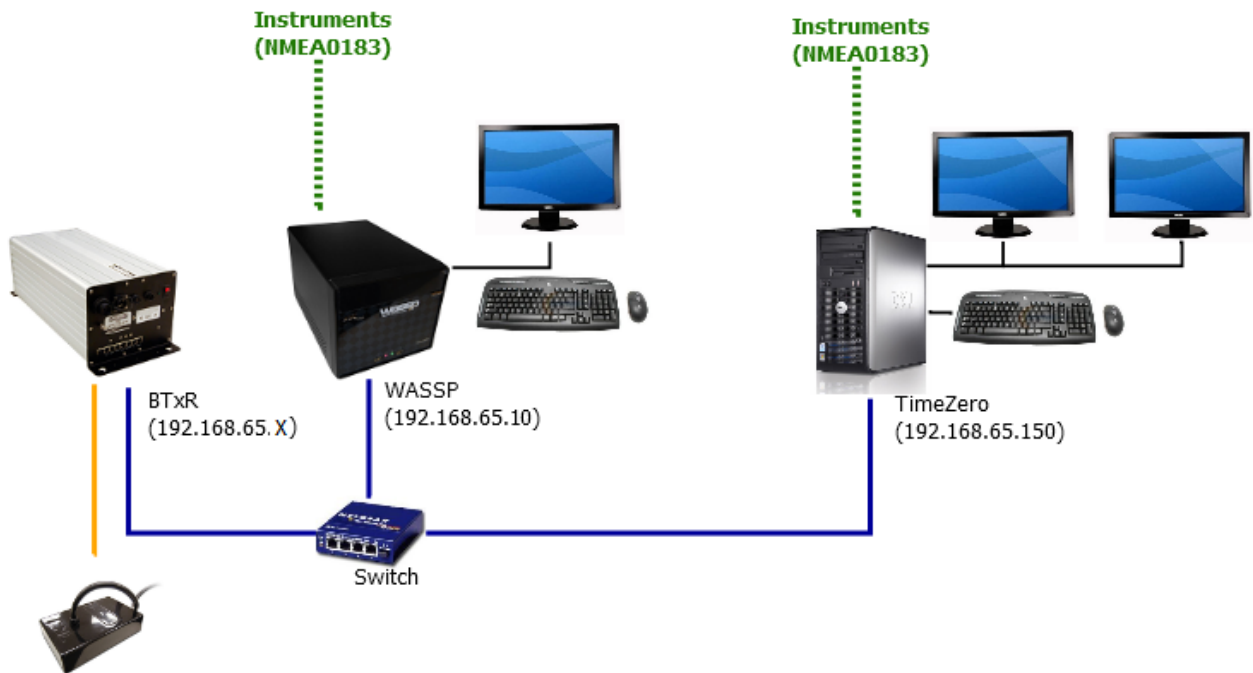 Instruments
(NMEA0183)
Instruments
(NMEA0183)
BTxR
(192.168.65.X)
WASSP
(192.168.65.10)
TimeZero
(192.168.65.150)
Switch